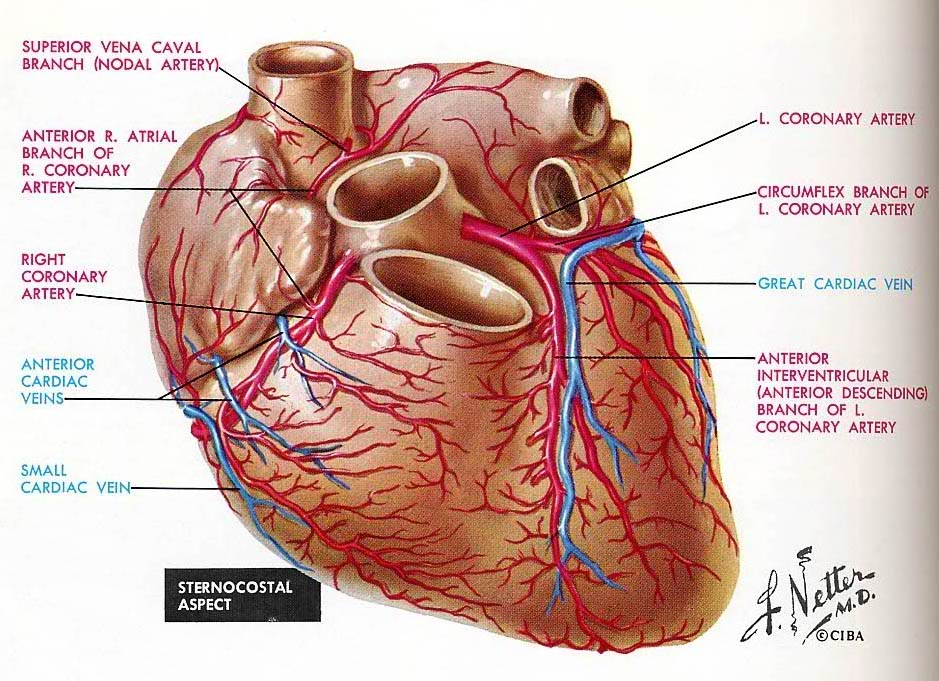 SUPERIOR VENA CAVAL
BRANCH (NODAL ARTERY)
ANTERIOR R. ATRIAL
BRANCH OF
R. CORONARY
ARTERY
RIGHT
CORONARY
ARTERY
ANTERIOR
CARDIAC
VEINS
SMALL
CARDIAC VEIN
L. CORONARY ARTERY
CIRCUMFLEX BRANCH OF
L. CORONARY ARTERY
GREAT CARDIAC VEIN
ANTERIOR
INTERVENTRICULAR
(ANTERIOR DESCENDING)
BRANCH OF L.
CORONARY ARTERY
STERNOCOSTAL
ASPECT
F. Netter
M.D.
©CIBA